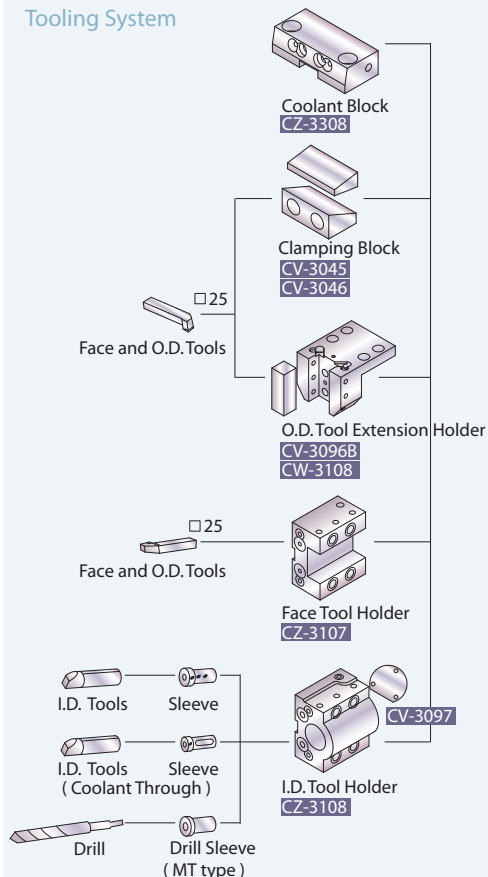 Tooling System
Coolant Block
CZ-3308
Clamping Block
CV-3045
CV-3046
□25
Face and O.D. Tools
O.D. Tool Extension Holder
CV-3096B
CW-3108
□25
Face and O.D. Tools
Face Tool Holder
CZ-3107
I.D. Tools
Sleeve
CV-3097
I.D. Tools
( Coolant Through )
Sleeve
I.D. Tool Holder
CZ-3108
Drill
Drill Sleeve
( MT type )